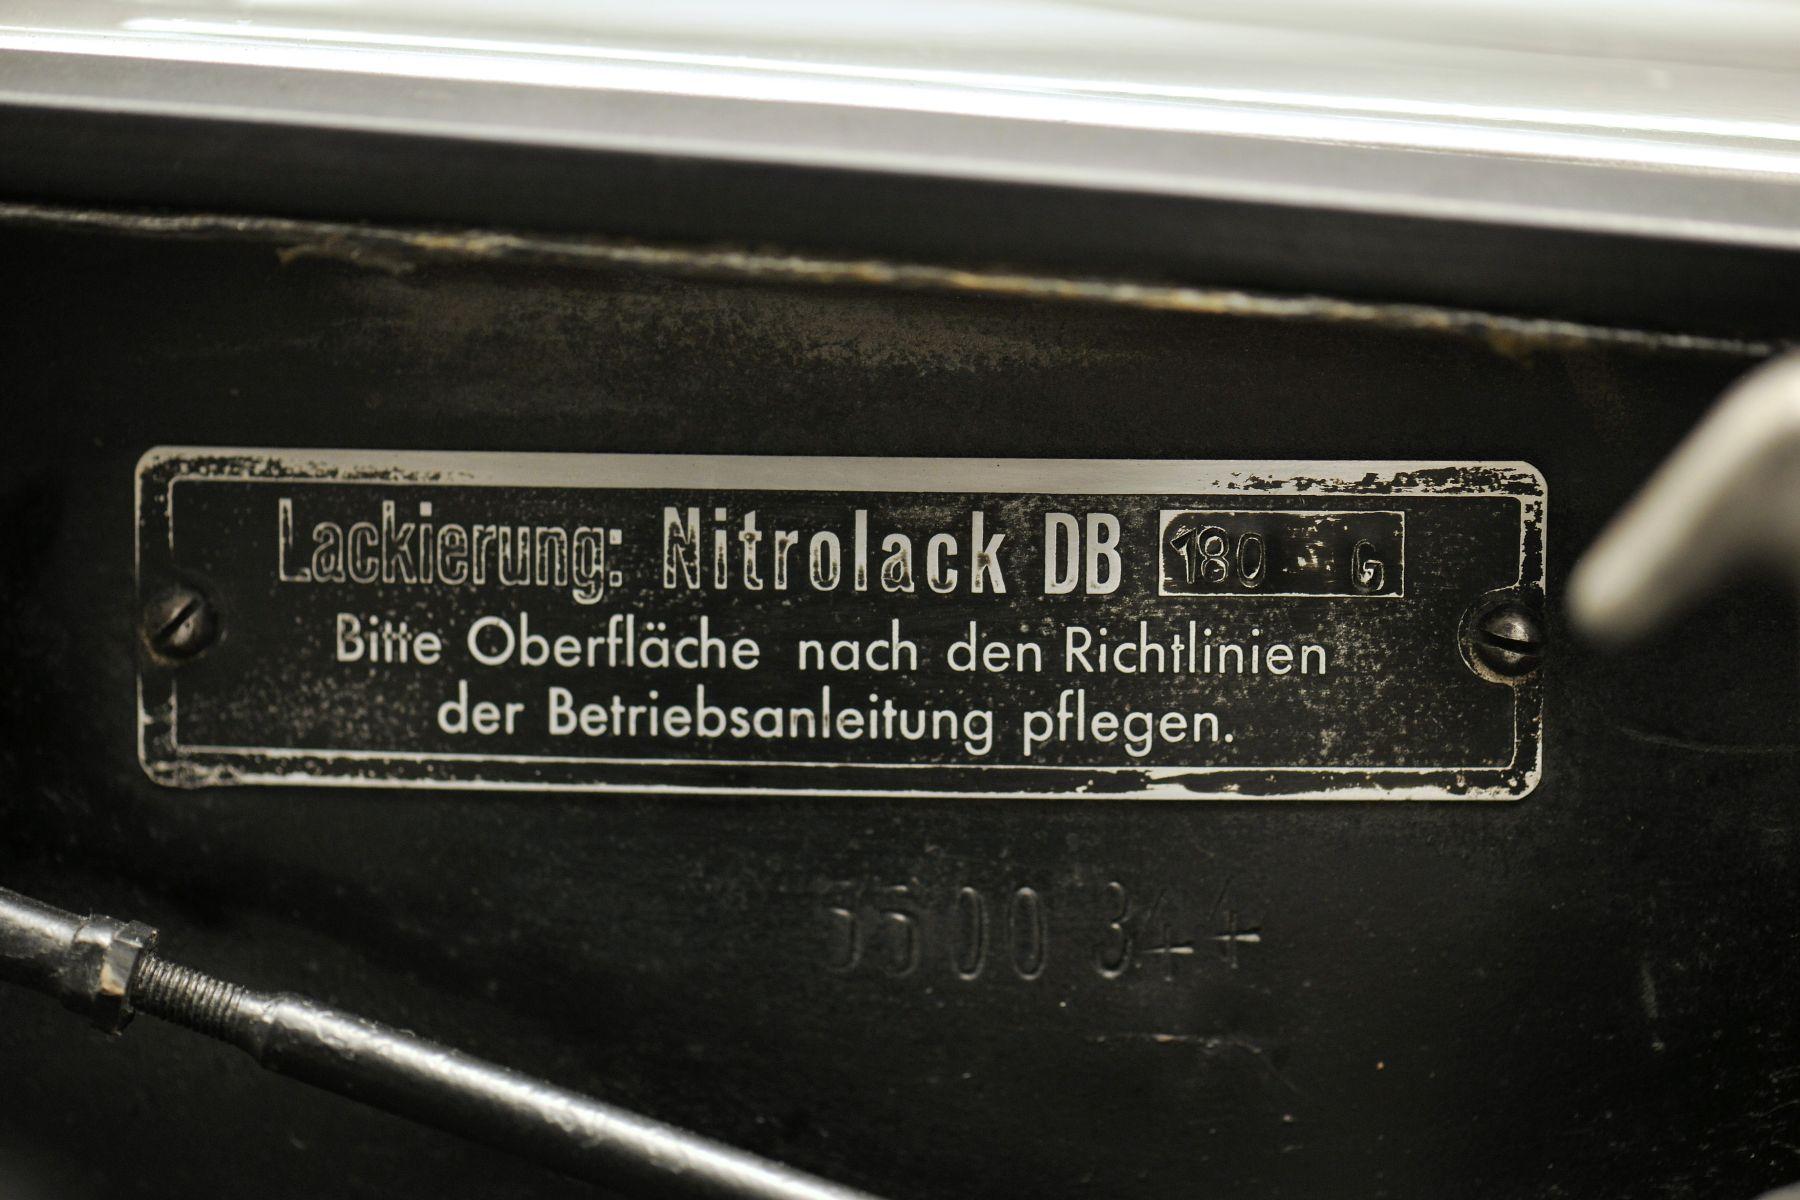 Lackierung: Nitrolack DB 180 G
Bitte Oberfläche nach den Richtlinien
der Betriebsanleitung pflegen.
5500 344